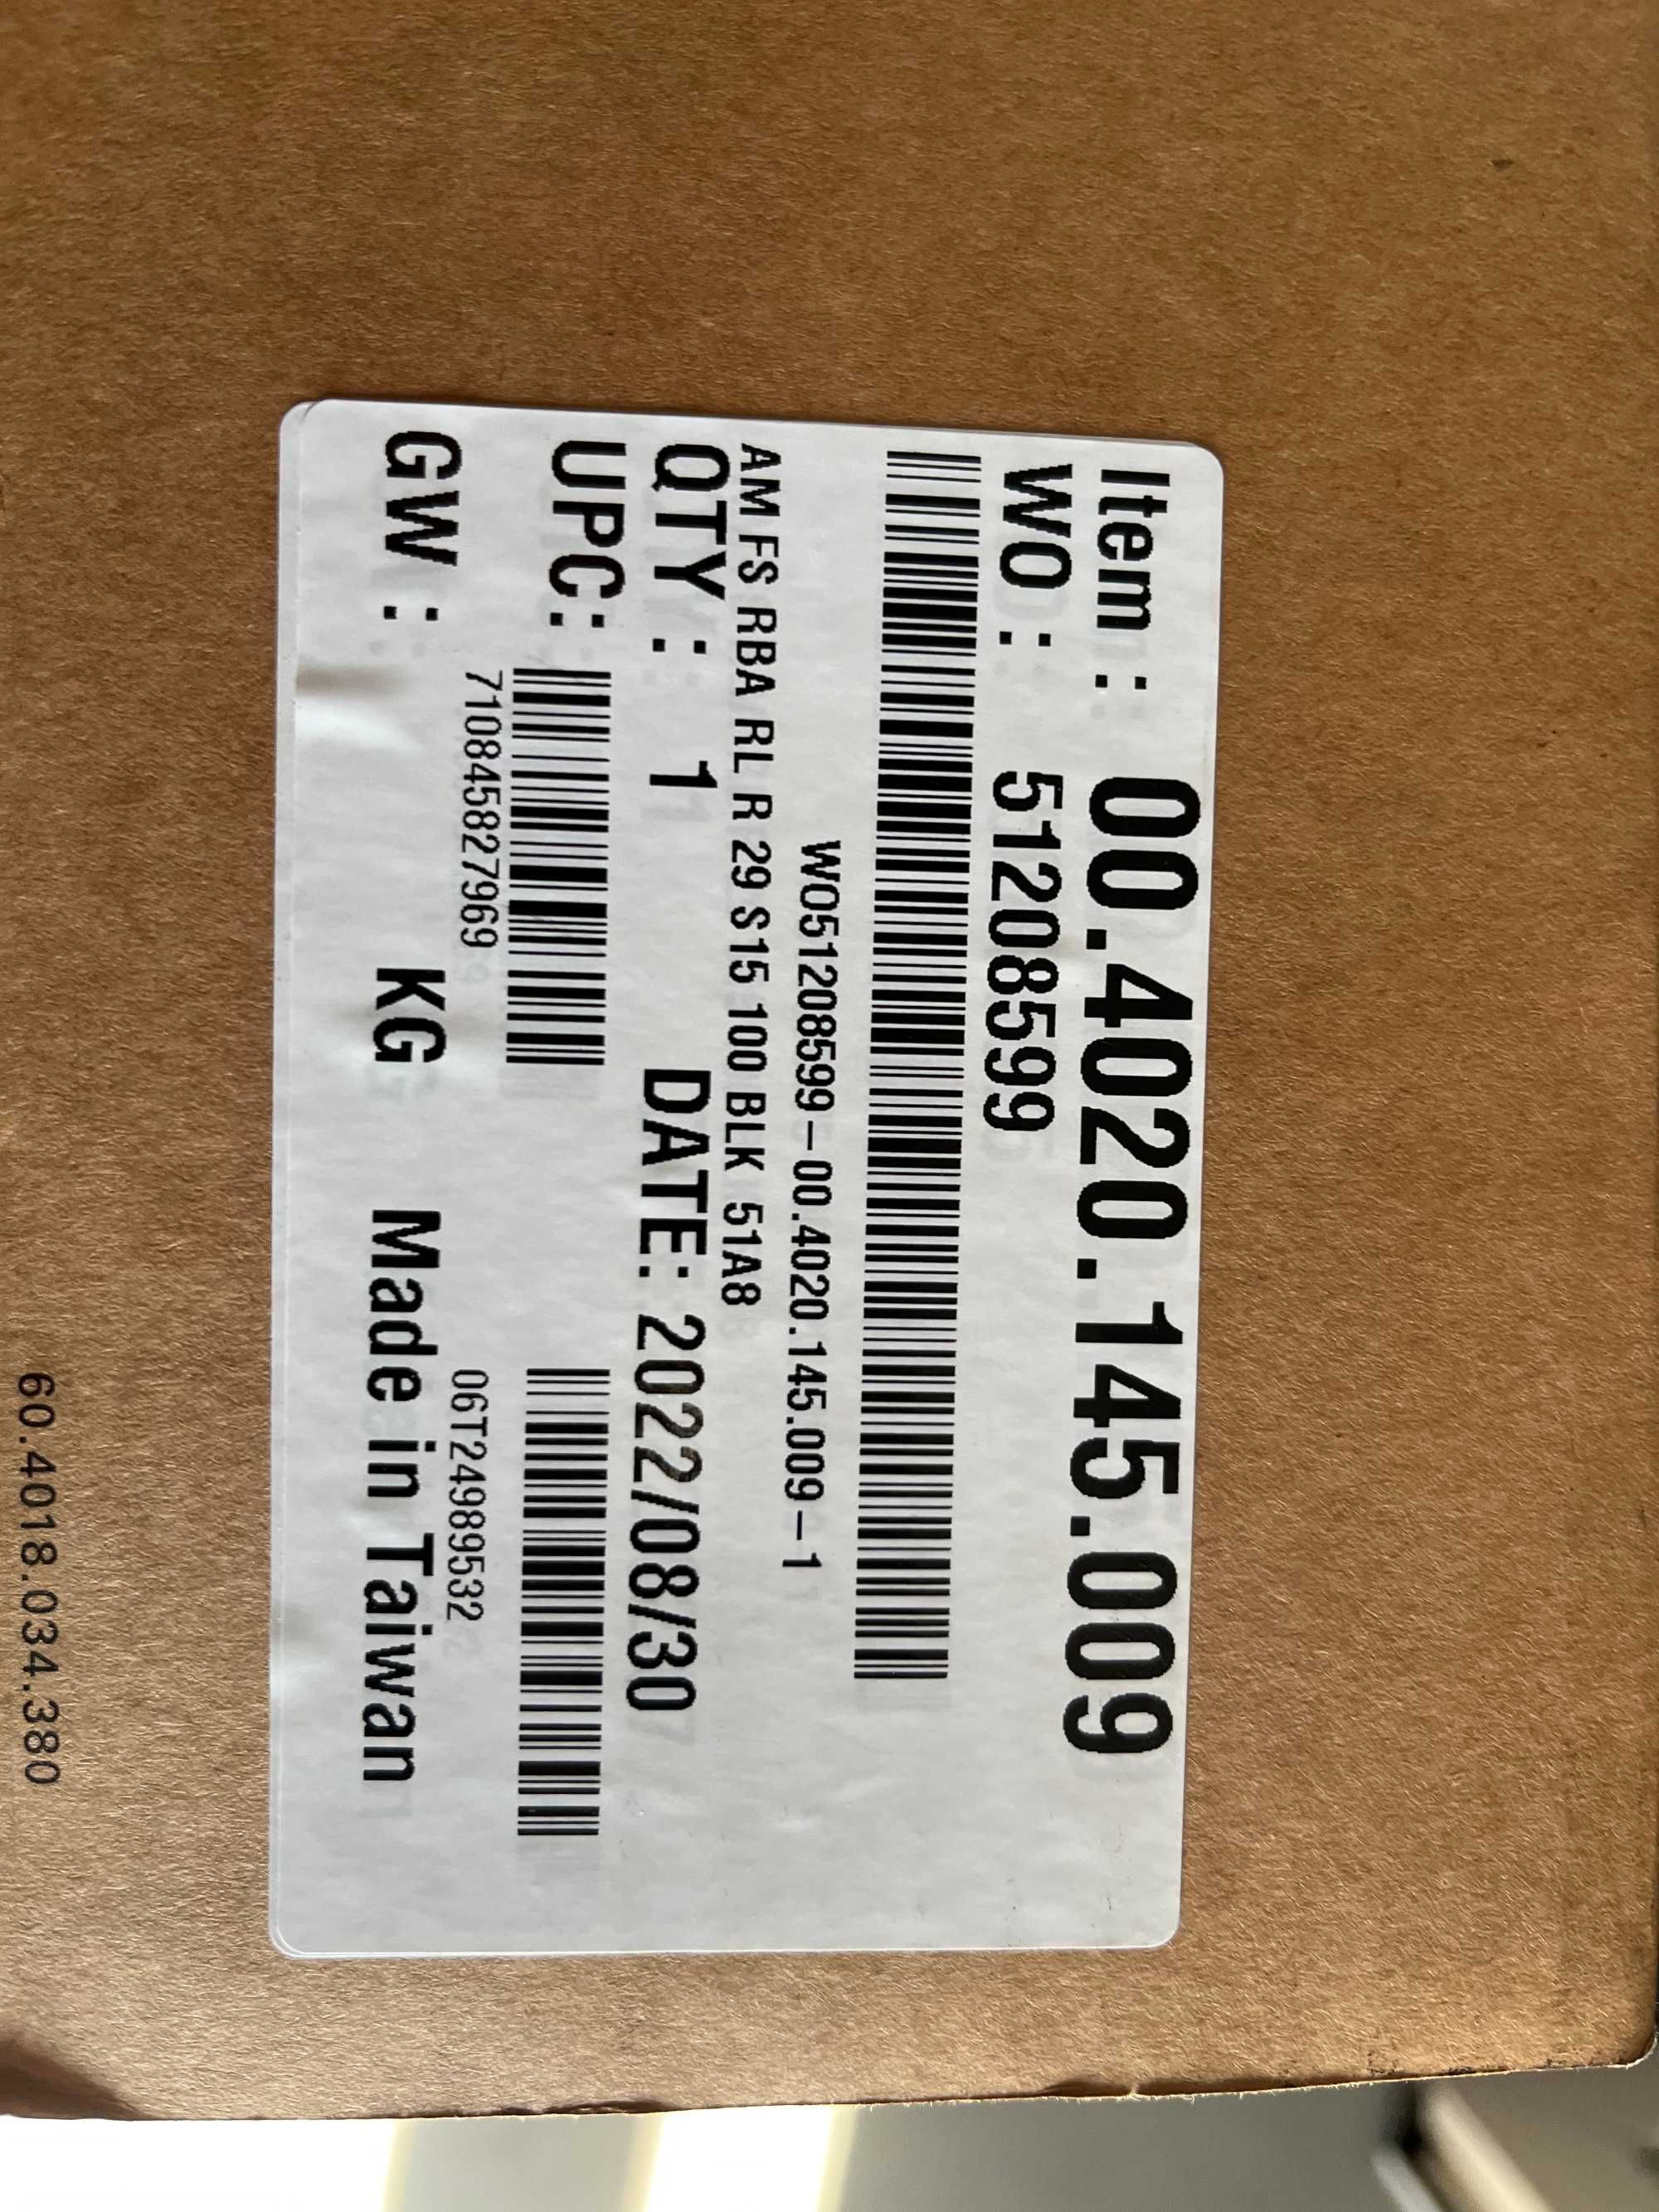 Item : 00.4020.145.009
WO : 51208599
WO51208599-00.4020.145.009-1
AM FS RBA RL R 29 S15 100 BLK 51A8
QTY : 1 DATE: 2022/08/30
UPC:
710845827969 06T24989532
GW : KG Made in Taiwan
60.4018.034.380